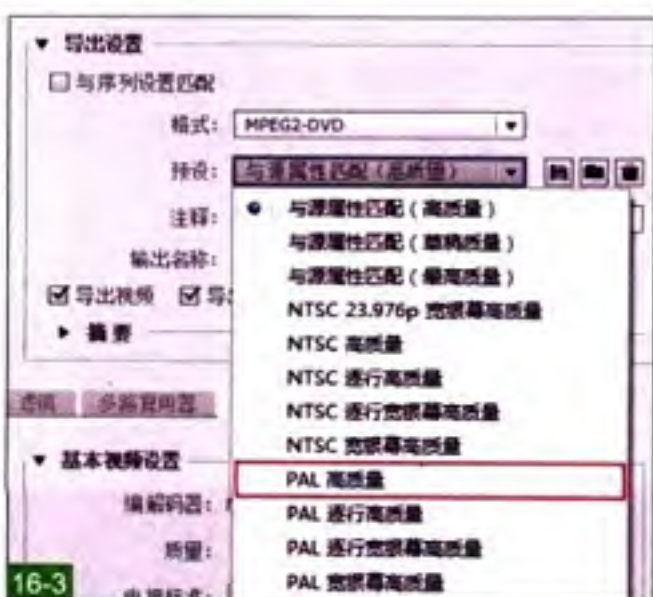 导出设置
与序列设置匹配
格式: MPEG2-DVD
预设: 与源属性匹配(高质量)
注释:
与源属性匹配(高质量)
与源属性匹配(草稿质量)
输出名称:
与源属性匹配(最高质量)
导出视频 导
NTSC 23.976p 宽银幕高质量
摘要
NTSC 高质量
NTSC 逐行高质量
滤镜 多路复用器
NTSC 逐行宽银幕高质量
NTSC 宽银幕高质量
基本视频设置
PAL 高质量
编解码器:
PAL 逐行高质量
质量:
PAL 逐行宽银幕高质量
PAL 宽银幕高质量
16-3